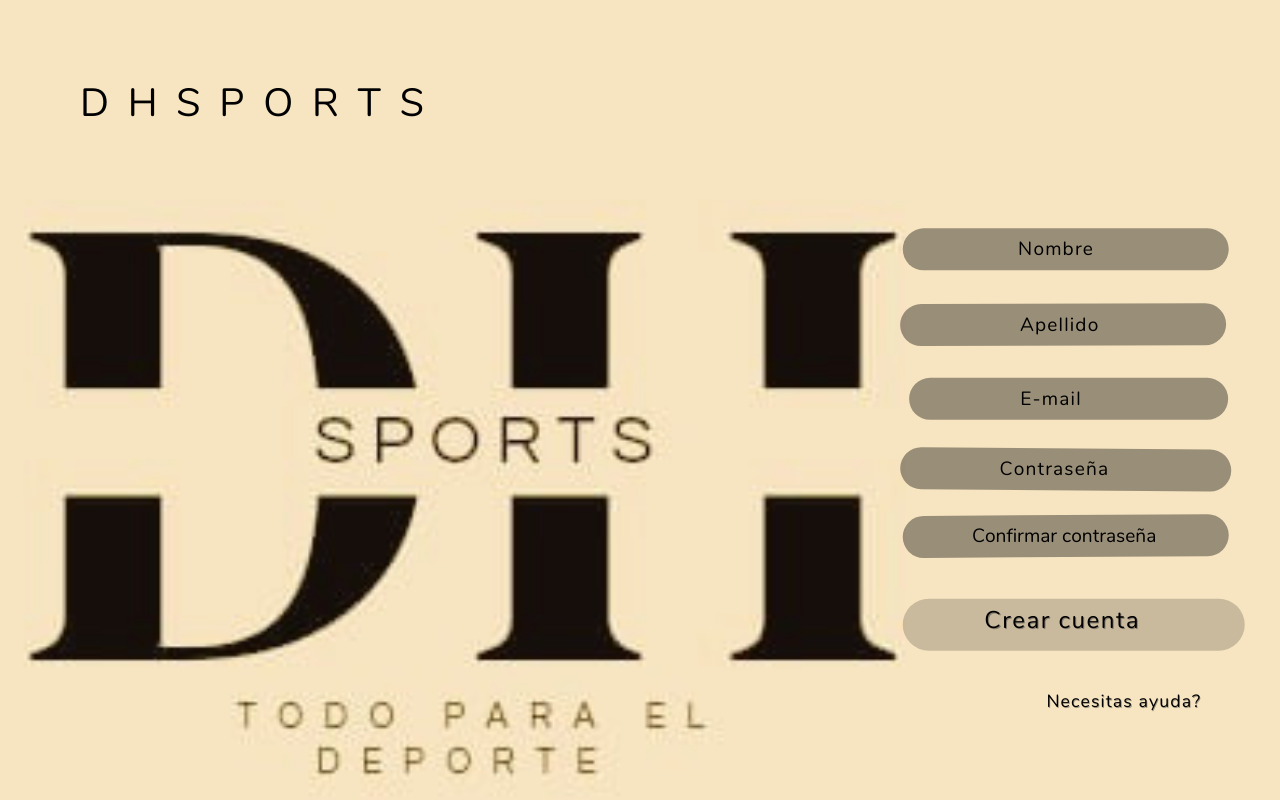 DHSPORTS
DH
SPORTS
TODO PARA EL
DEPORTE
Nombre
Apellido
E-mail
Contraseña
Confirmar contraseña
Crear cuenta
Necesitas ayuda?